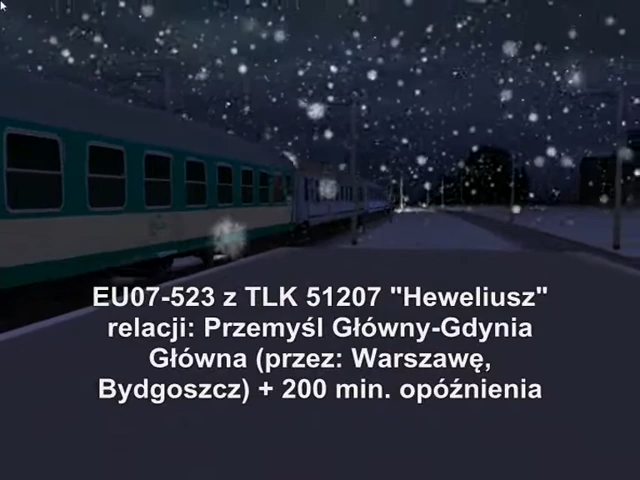 EU07-523 z TLK 51207 "Heweliusz"
relacji: Przemyśl Główny-Gdynia
Główna (przez: Warszawę,
Bydgoszcz) + 200 min. opóźnienia